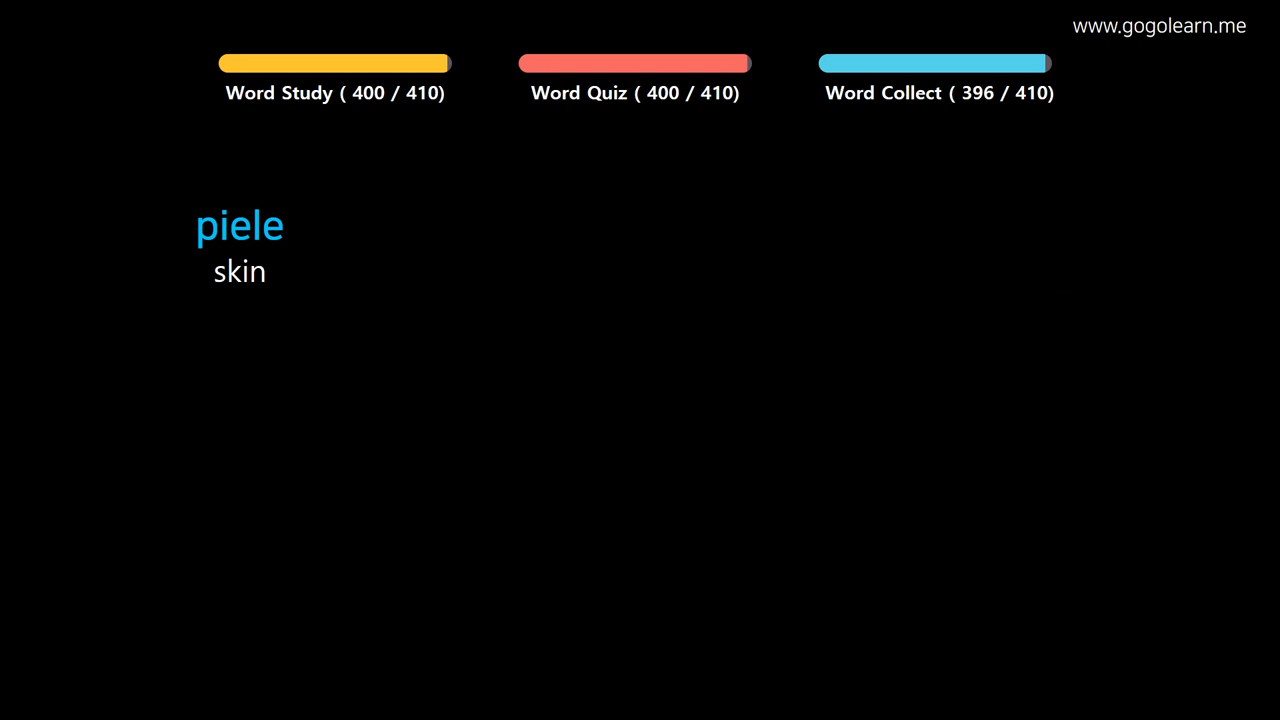 www.gogolearn.me
Word Study ( 400 / 410)
Word Quiz ( 400 / 410)
Word Collect ( 396 / 410)
piele
skin